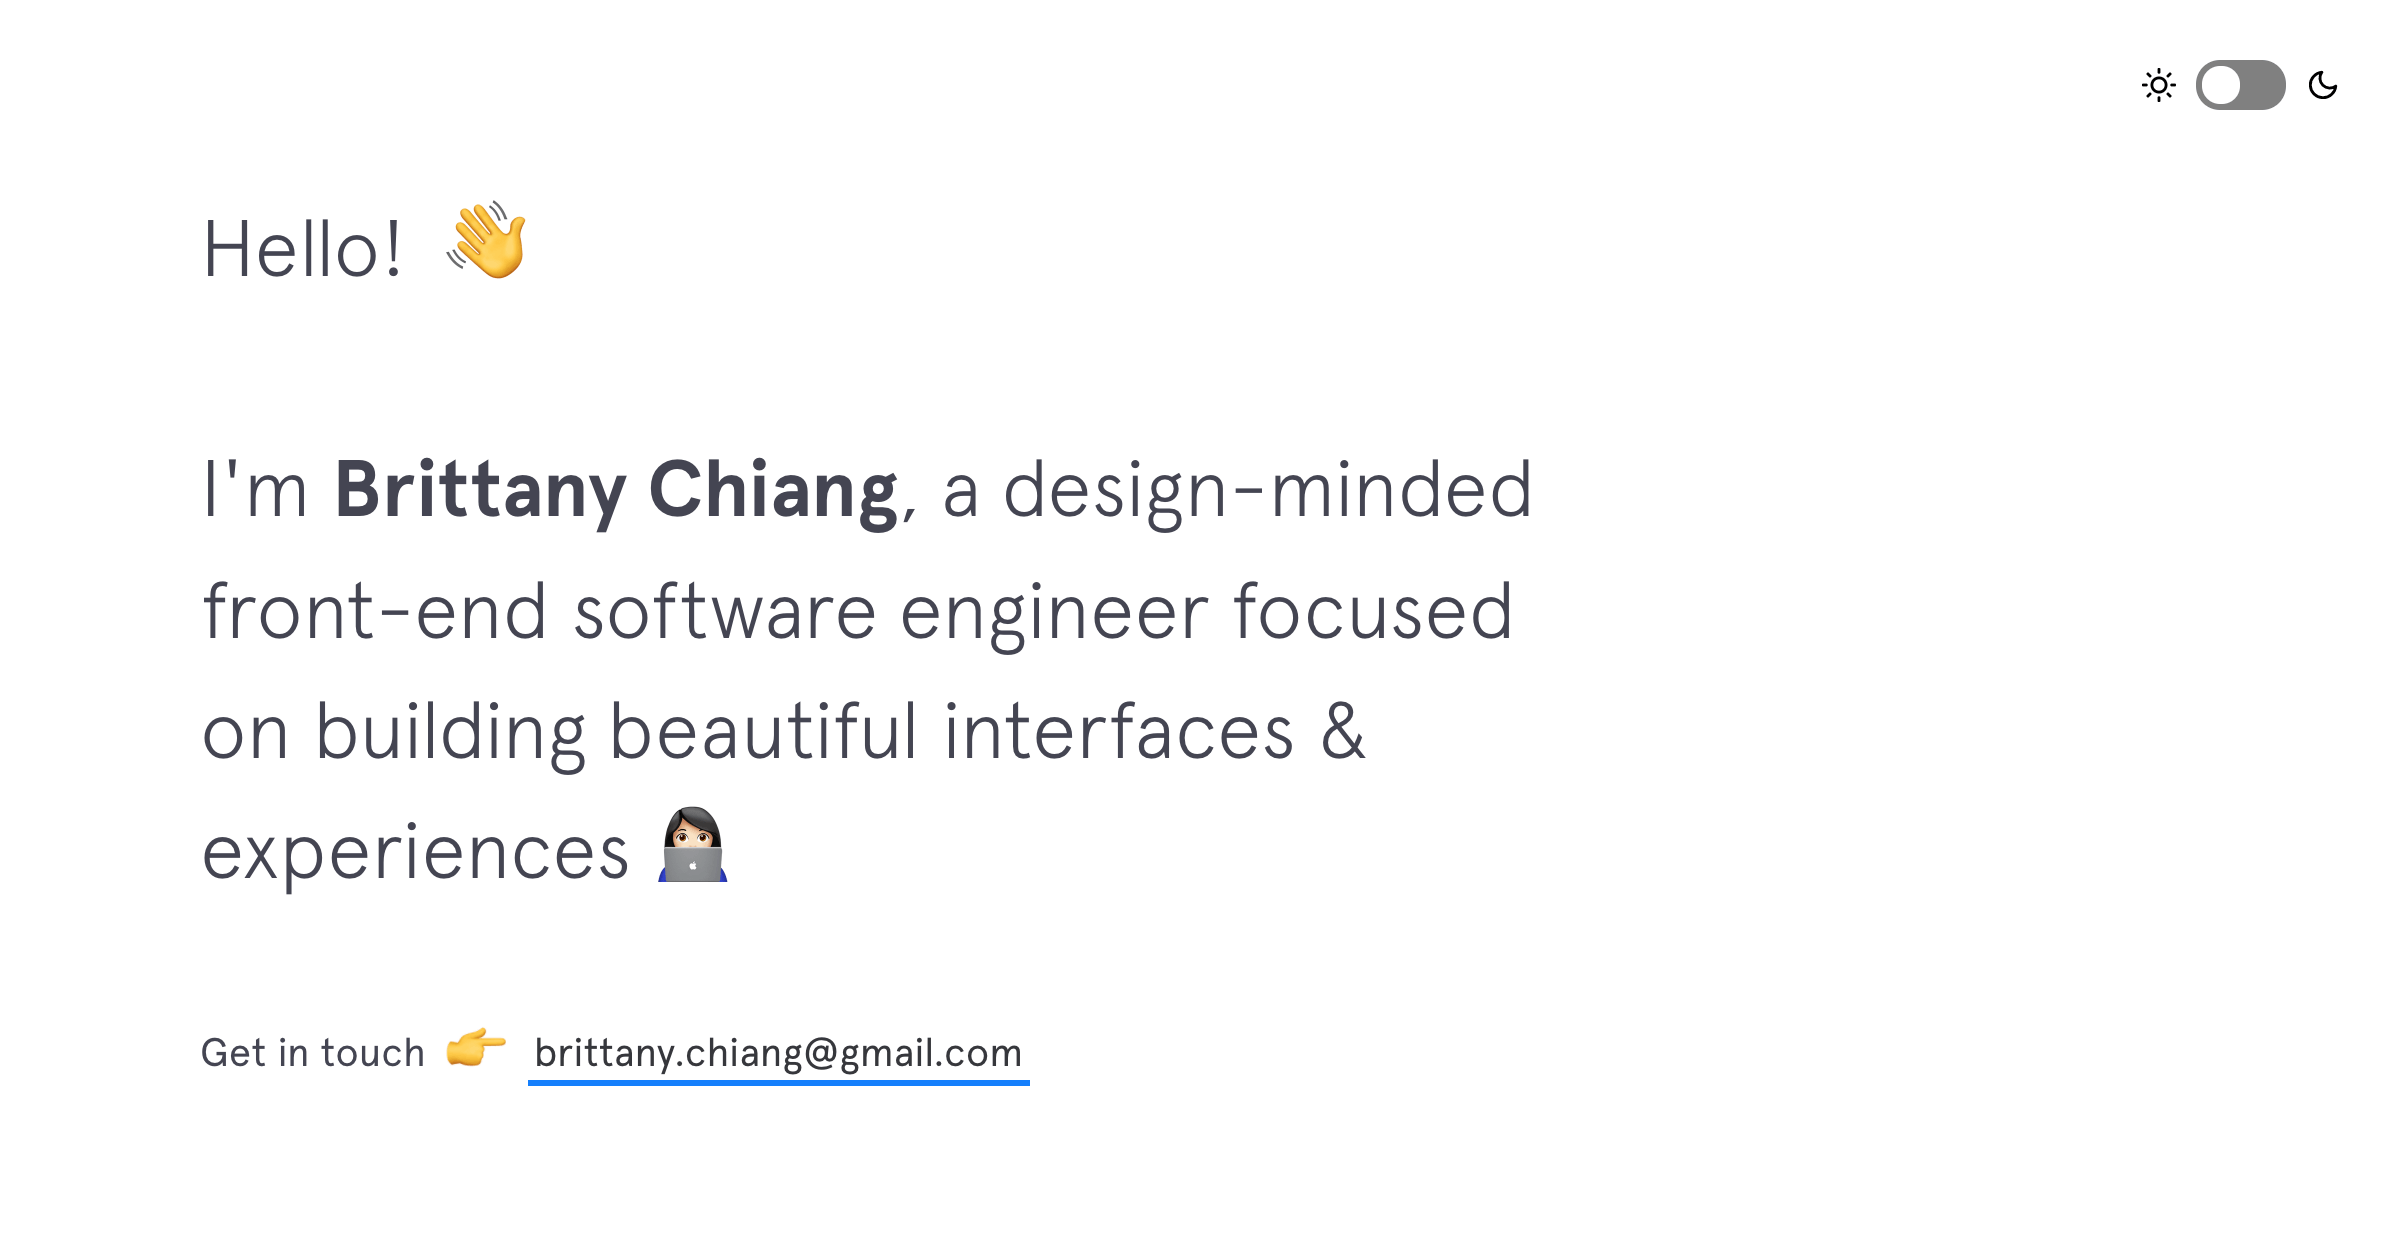 Hello! 👋
I'm Brittany Chiang, a design-minded
front-end software engineer focused
on building beautiful interfaces &
experiences 👩🏻‍💻
Get in touch 👉 brittany.chiang@gmail.com